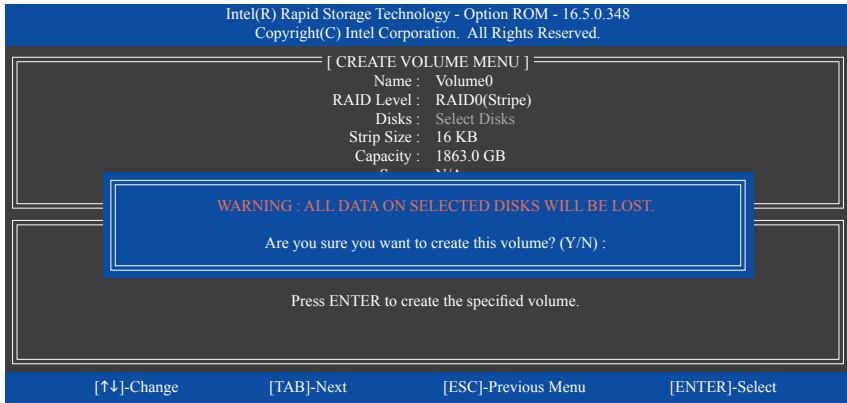 Intel(R) Rapid Storage Technology - Option ROM - 16.5.0.348
Copyright(C) Intel Corporation. All Rights Reserved.
[ CREATE VOLUME MENU ]
Name : Volume0
RAID Level : RAID0(Stripe)
Disks : Select Disks
Strip Size : 16 KB
Capacity : 1863.0 GB
WARNING : ALL DATA ON SELECTED DISKS WILL BE LOST.
Are you sure you want to create this volume? (Y/N) :
Press ENTER to create the specified volume.
[↑↓]-Change [TAB]-Next [ESC]-Previous Menu [ENTER]-Select